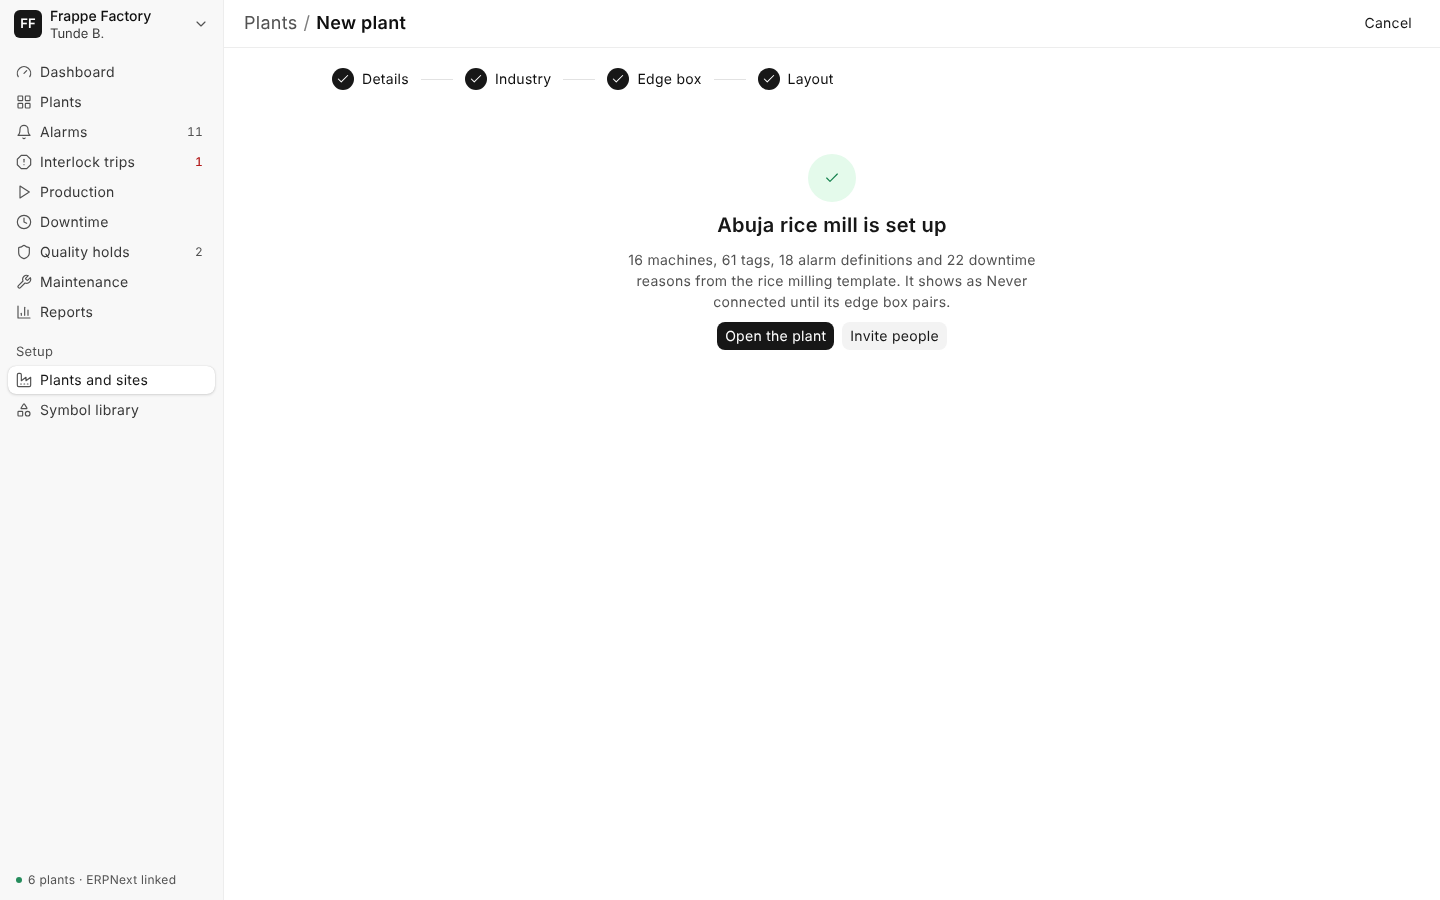 FF
Frappe Factory
Tunde B.
Plants / New plant
Cancel
Dashboard
Plants
Alarms 11
Interlock trips 1
Production
Downtime
Quality holds 2
Maintenance
Reports
Setup
Plants and sites
Symbol library
6 plants · ERPNext linked
Details
Industry
Edge box
Layout
Abuja rice mill is set up
16 machines, 61 tags, 18 alarm definitions and 22 downtime
reasons from the rice milling template. It shows as Never
connected until its edge box pairs.
Open the plant
Invite people